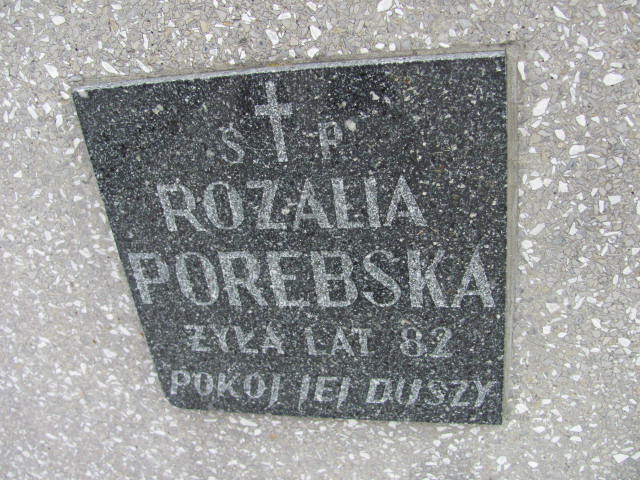 Ś P
ROZALIA
PORĘBSKA
ŻYŁA LAT 82
POKÓJ JEJ DUSZY